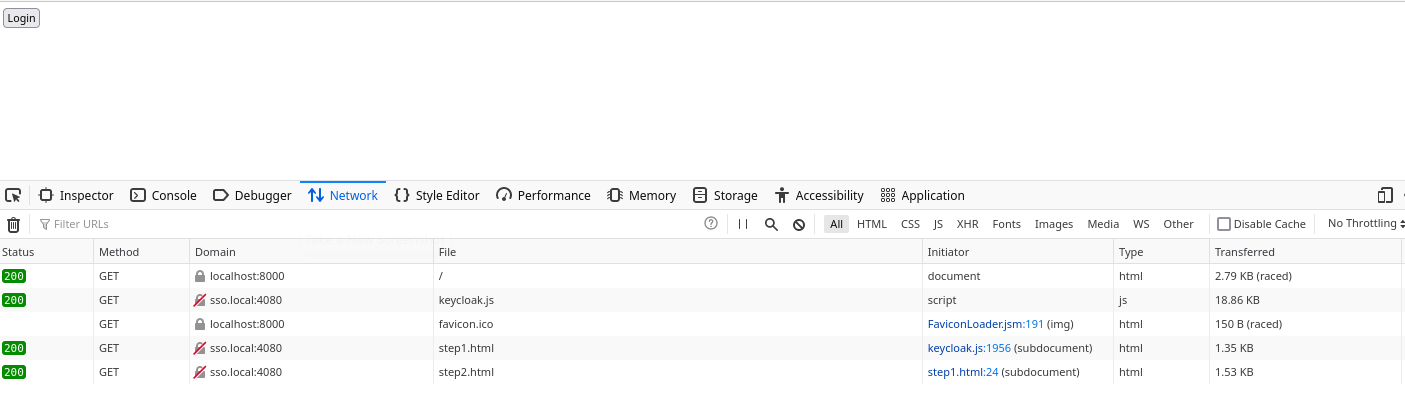 Login
Inspector Console Debugger Network Style Editor Performance Memory Storage Accessibility Application
Filter URLs All HTML CSS JS XHR Fonts Images Media WS Other Disable Cache No Throttling
Status Method Domain File Initiator Type Transferred
200 GET localhost:8000 / document html 2.79 KB (raced)
200 GET sso.local:4080 keycloak.js script js 18.86 KB
GET localhost:8000 favicon.ico FaviconLoader.jsm:191 (img) html 150 B (raced)
200 GET sso.local:4080 step1.html keycloak.js:1956 (subdocument) html 1.35 KB
200 GET sso.local:4080 step2.html step1.html:24 (subdocument) html 1.53 KB